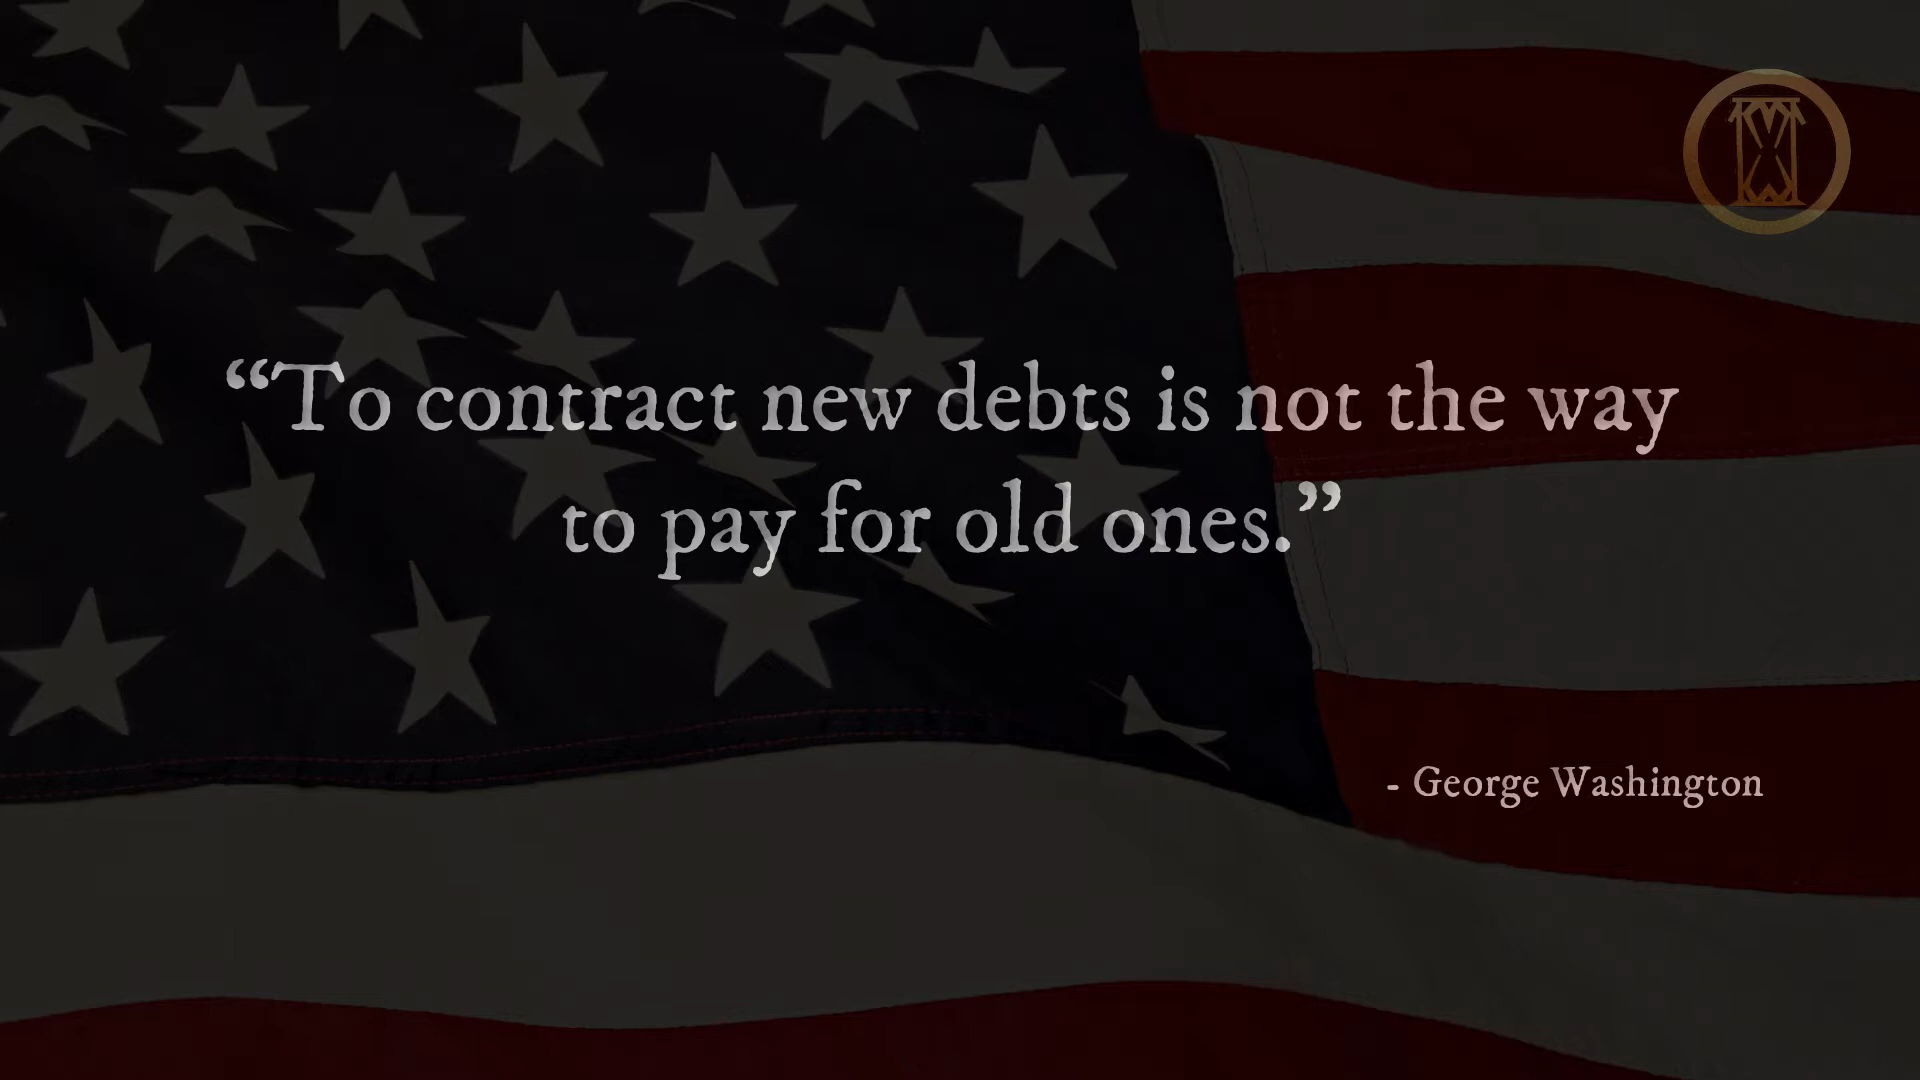 “To contract new debts is not the way
to pay for old ones.”
- George Washington